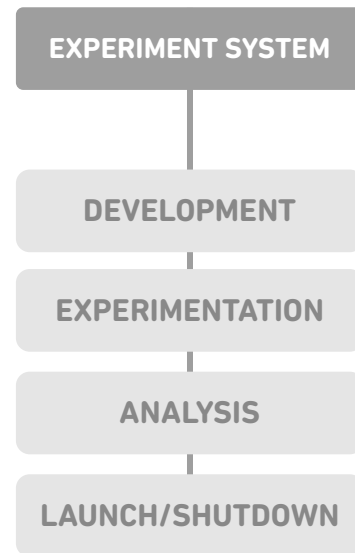 EXPERIMENT SYSTEM
DEVELOPMENT
EXPERIMENTATION
ANALYSIS
LAUNCH/SHUTDOWN